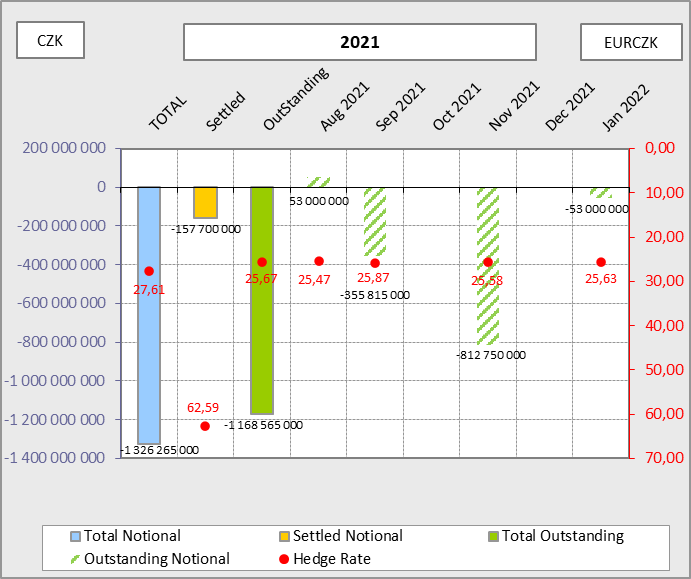 CZK
2021
EURCZK
TOTAL
Settled
OutStanding
Aug 2021
Sep 2021
Oct 2021
Nov 2021
Dec 2021
Jan 2022
200 000 000
0
-200 000 000
-400 000 000
-600 000 000
-800 000 000
-1 000 000 000
-1 200 000 000
-1 400 000 000
0,00
10,00
20,00
30,00
40,00
50,00
60,00
70,00
53 000 000
-53 000 000
-157 700 000
27,61
25,67
25,47
25,87
25,58
25,63
-355 815 000
-812 750 000
62,59
-1 168 565 000
-1 326 265 000
Total Notional
Settled Notional
Total Outstanding
Outstanding Notional
Hedge Rate